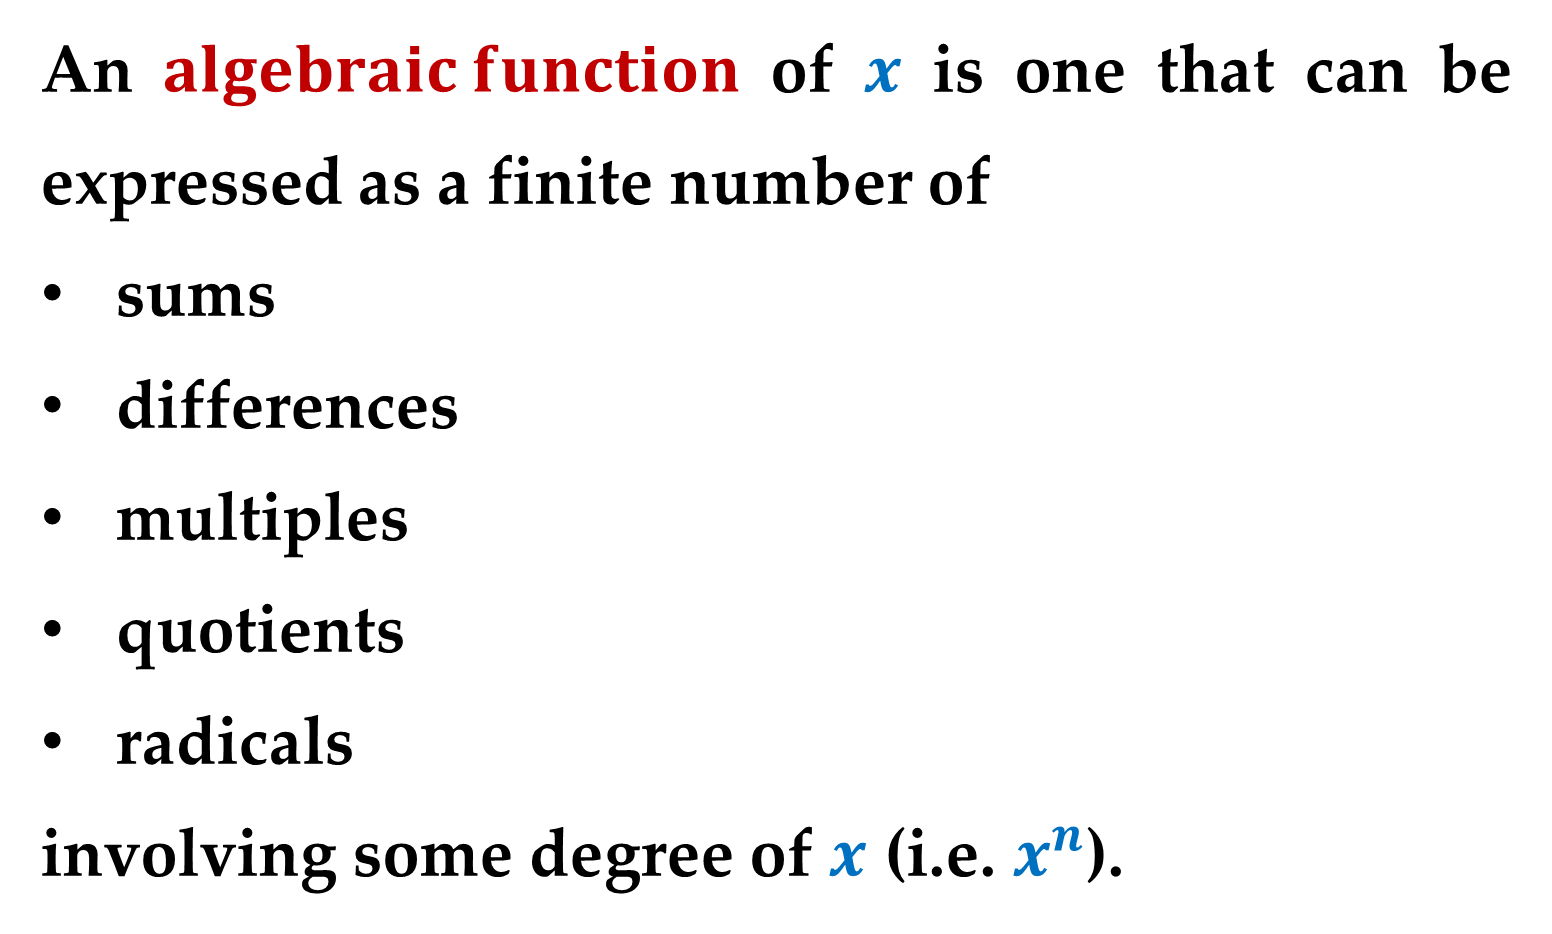 An algebraic function of x is one that can be
expressed as a finite number of
• sums
• differences
• multiples
• quotients
• radicals
involving some degree of x (i.e. xⁿ).